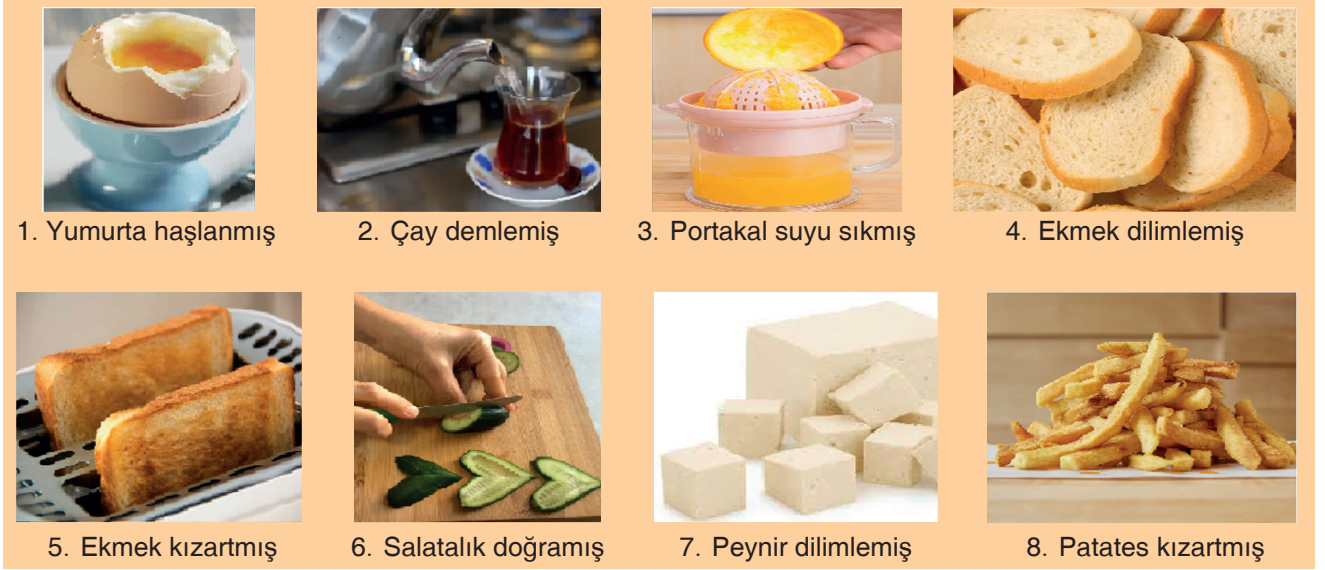 1. Yumurta haşlanmış
2. Çay demlemiş
3. Portakal suyu sıkmış
4. Ekmek dilimlemiş
5. Ekmek kızartmış
6. Salatalık doğramış
7. Peynir dilimlemiş
8. Patates kızartmış